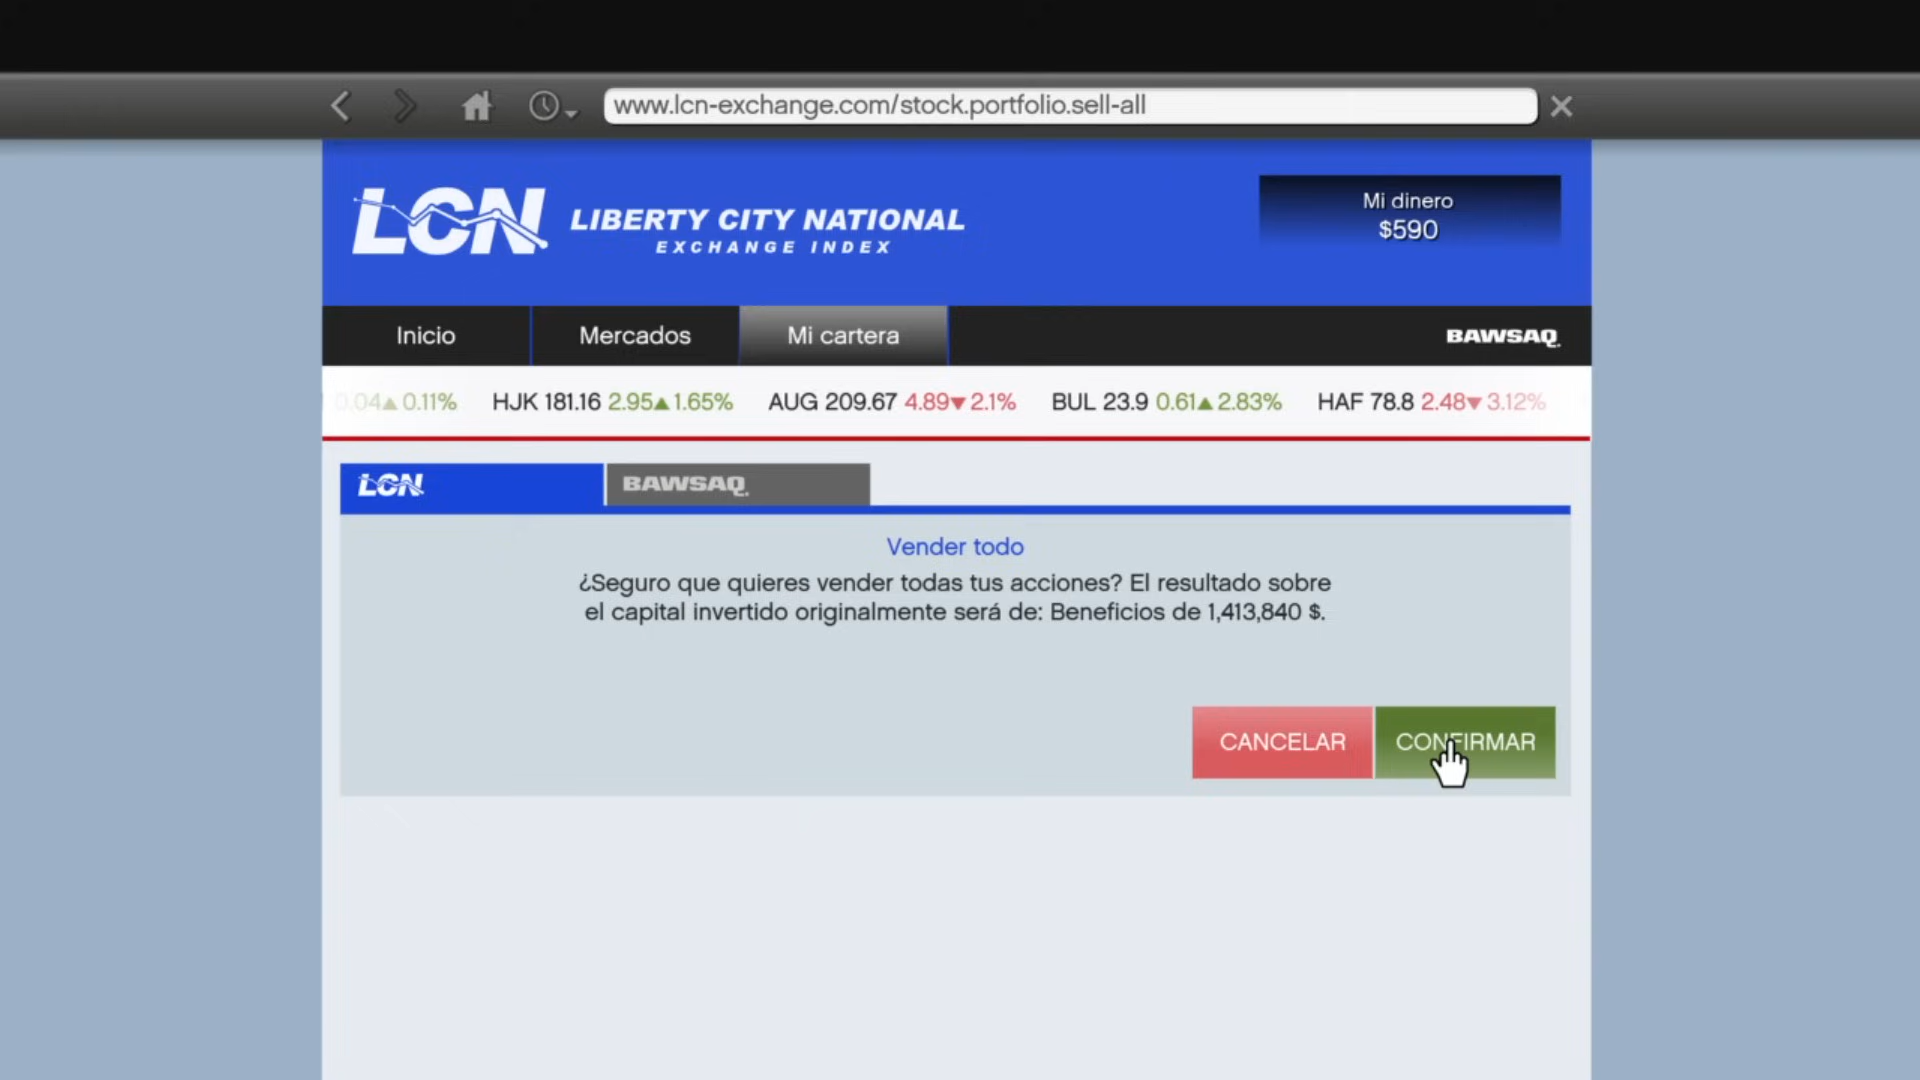 www.lcn-exchange.com/stock.portfolio.sell-all
LCN LIBERTY CITY NATIONAL
EXCHANGE INDEX
Mi dinero
$590
Inicio Mercados Mi cartera BAWSAQ
0.04▲0.11% HJK 181.16 2.95▲1.65% AUG 209.67 4.89▼2.1% BUL 23.9 0.61▲2.83% HAF 78.8 2.48▼3.12%
LCN BAWSAQ
Vender todo
¿Seguro que quieres vender todas tus acciones? El resultado sobre
el capital invertido originalmente será de: Beneficios de 1,413,840 $.
CANCELAR CONFIRMAR